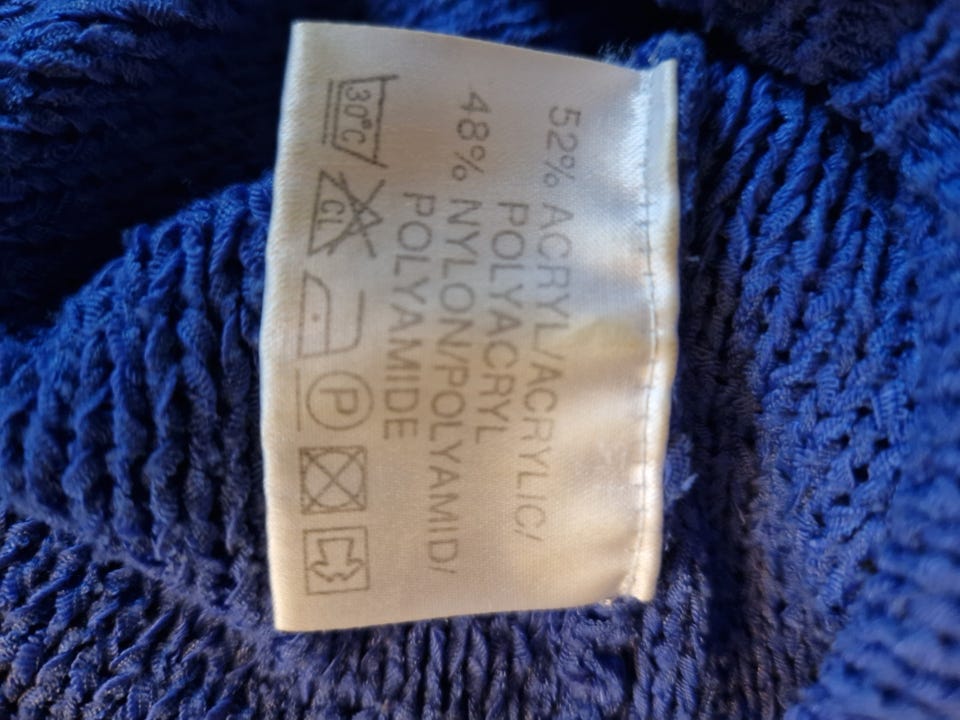 52% ACRYL/ACRYLIC/
POLYACRYL
48% NYLON/POLYAMID/
POLYAMIDE
30°C CL P